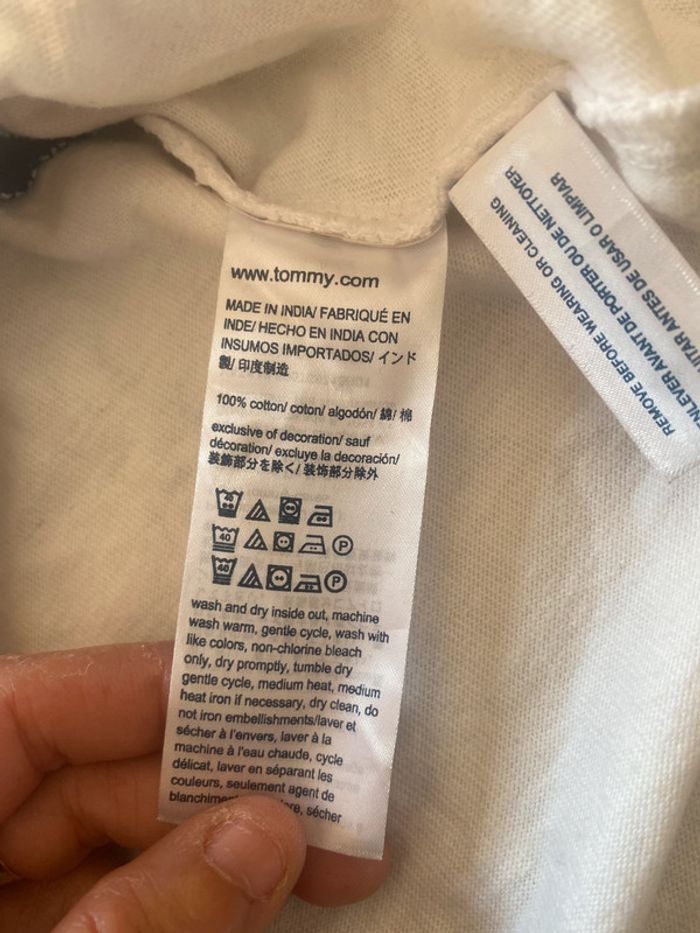 www.tommy.com
MADE IN INDIA/ FABRIQUÉ EN
INDE/ HECHO EN INDIA CON
INSUMOS IMPORTADOS/ インド
製/ 印度制造
100% cotton/ coton/ algodón/ 綿/ 棉
exclusive of decoration/ sauf
décoration/ excluye la decoración/
装飾部分を除く/ 装饰部分除外
40
40 P
40 P
wash and dry inside out, machine
wash warm, gentle cycle, wash with
like colors, non-chlorine bleach
only, dry promptly, tumble dry
gentle cycle, medium heat, medium
heat iron if necessary, dry clean, do
not iron embellishments/laver et
sécher à l'envers, laver à la
machine à l'eau chaude, cycle
délicat, laver en séparant les
couleurs, seulement agent de
sécher
REMOVE BEFORE WEARING OR CLEANING
ENLEVER AVANT DE PORTER OU DE NETTOYER
ANTES DE USAR O LIMPIAR